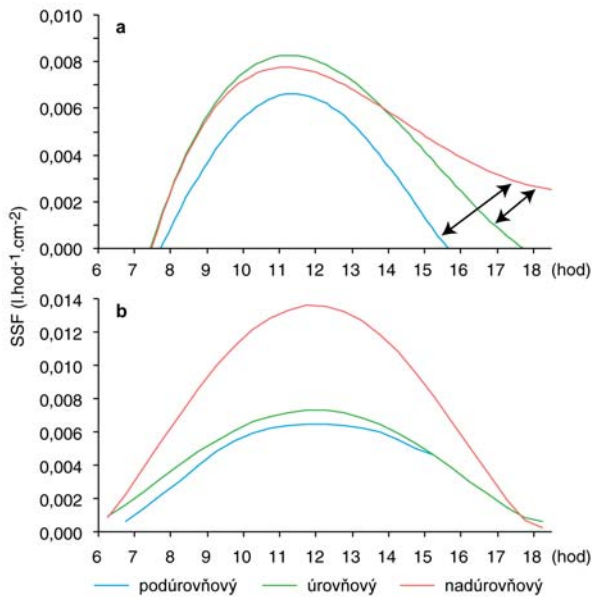 a
0,010
0,008
0,006
0,004
0,002
0,000
6 7 8 9 10 11 12 13 14 15 16 17 18 (hod)
SSF (l.hod-1.cm-2)
b
0,014
0,012
0,010
0,008
0,006
0,004
0,002
0,000
6 7 8 9 10 11 12 13 14 15 16 17 18 (hod)
podúrovňový úrovňový nadúrovňový